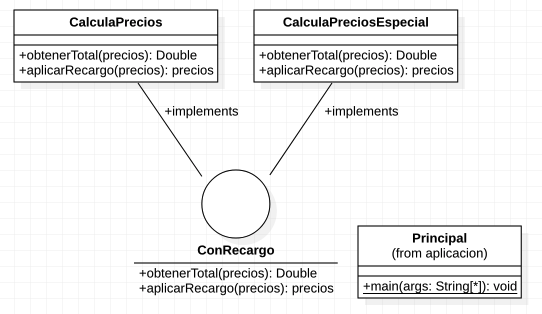 CalculaPrecios
+obtenerTotal(precios): Double
+aplicarRecargo(precios): precios
CalculaPreciosEspecial
+obtenerTotal(precios): Double
+aplicarRecargo(precios): precios
+implements
+implements
ConRecargo
+obtenerTotal(precios): Double
+aplicarRecargo(precios): precios
Principal
(from aplicacion)
+main(args: String[*]): void